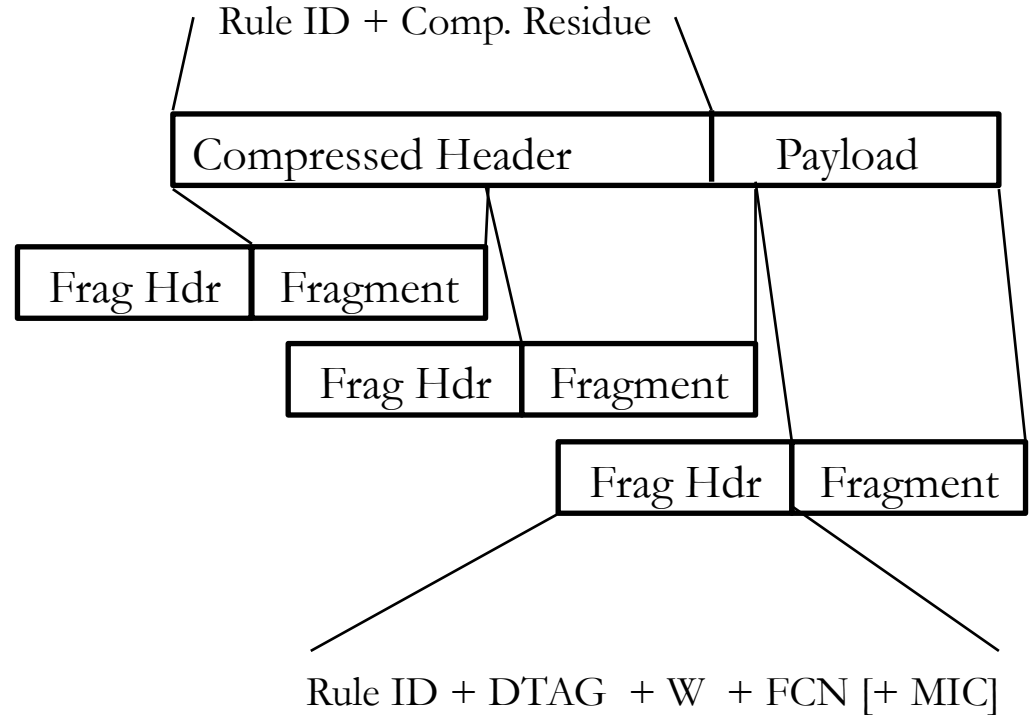 Rule ID + Comp. Residue
Compressed Header
Payload
Frag Hdr
Fragment
Frag Hdr
Fragment
Frag Hdr
Fragment
Rule ID + DTAG + W + FCN [+ MIC]